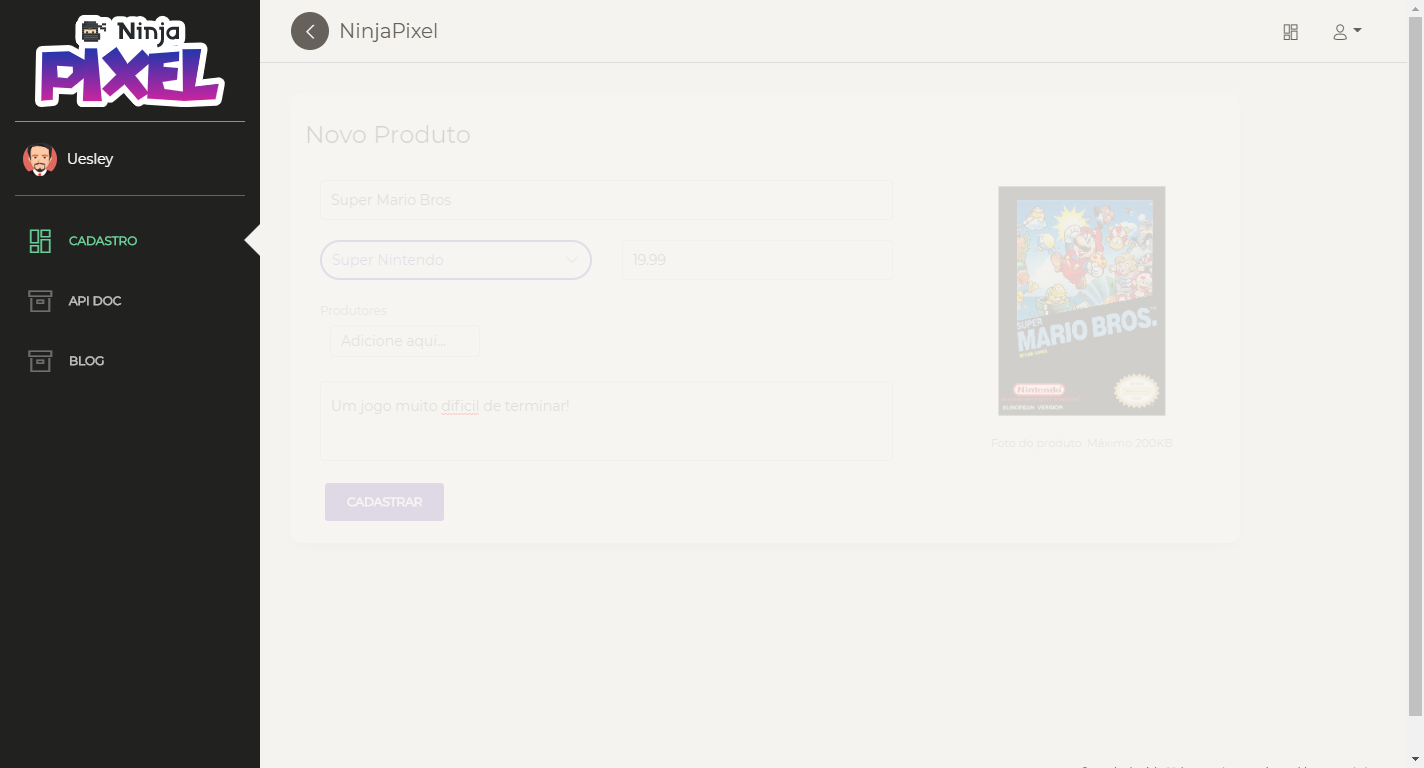 Ninja
PIXEL
NinjaPixel
Uesley
CADASTRO
API DOC
BLOG
Novo Produto
Super Mario Bros
Super Nintendo
19.99
Produtores
Adicione aqui...
Um jogo muito dificil de terminar!
CADASTRAR
SUPER
MARIO BROS.
Nintendo
EUROPEAN VERSION
Foto do produto. Máximo 200KB